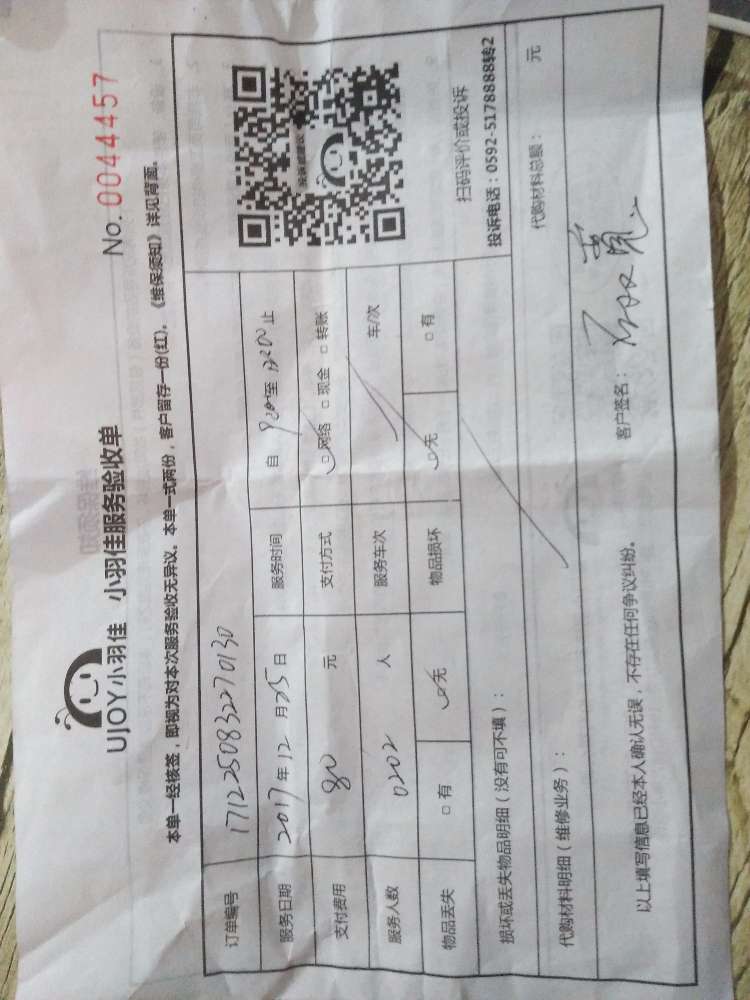 UJOY小羽佳 小羽佳服务验收单 No. 0044457
本单一经核签，即视为对本次服务验收无异议。本单一式两份，客户留存一份(红)。《维保须知》详见背面。
订单编号 1712250832270130
服务日期 2017年12月25日 服务时间 自 9:00至12:00止
支付费用 80 元 支付方式 □网络 □现金 □转账
服务人数 0202 人 服务车次 车/次
物品丢失 □有 □无 物品损坏 □无 □有
扫码评价或投诉
投诉电话：0592-5178888转2
损坏或丢失物品明细（没有可不填）：
代购材料明细（维修业务）： 代购材料总额： 元
以上填写信息已经本人确认无误，不存在任何争议纠纷。
客户签名：